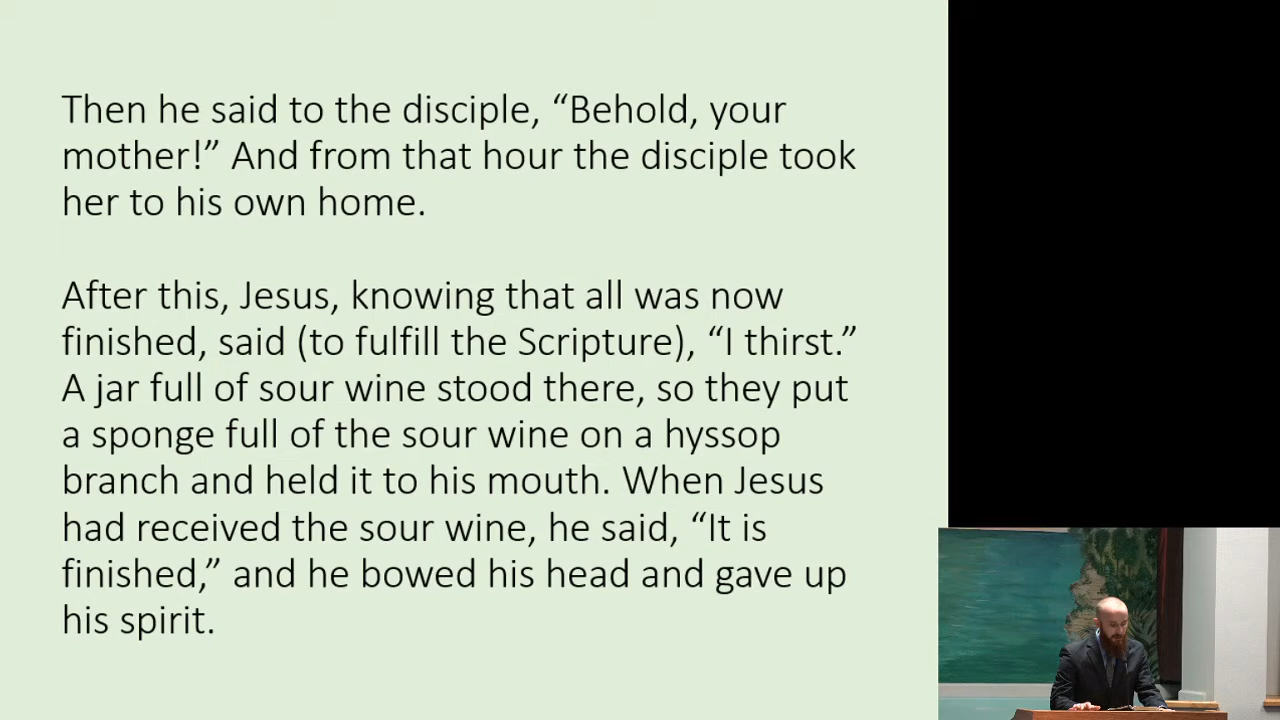 Then he said to the disciple, “Behold, your
mother!” And from that hour the disciple took
her to his own home.
After this, Jesus, knowing that all was now
finished, said (to fulfill the Scripture), “I thirst.”
A jar full of sour wine stood there, so they put
a sponge full of the sour wine on a hyssop
branch and held it to his mouth. When Jesus
had received the sour wine, he said, “It is
finished,” and he bowed his head and gave up
his spirit.